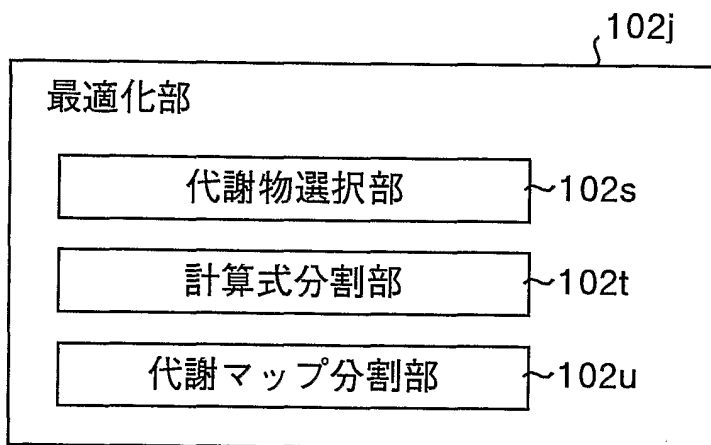 102j
最適化部
代謝物選択部 ~102s
計算式分割部 ~102t
代謝マップ分割部 ~102u